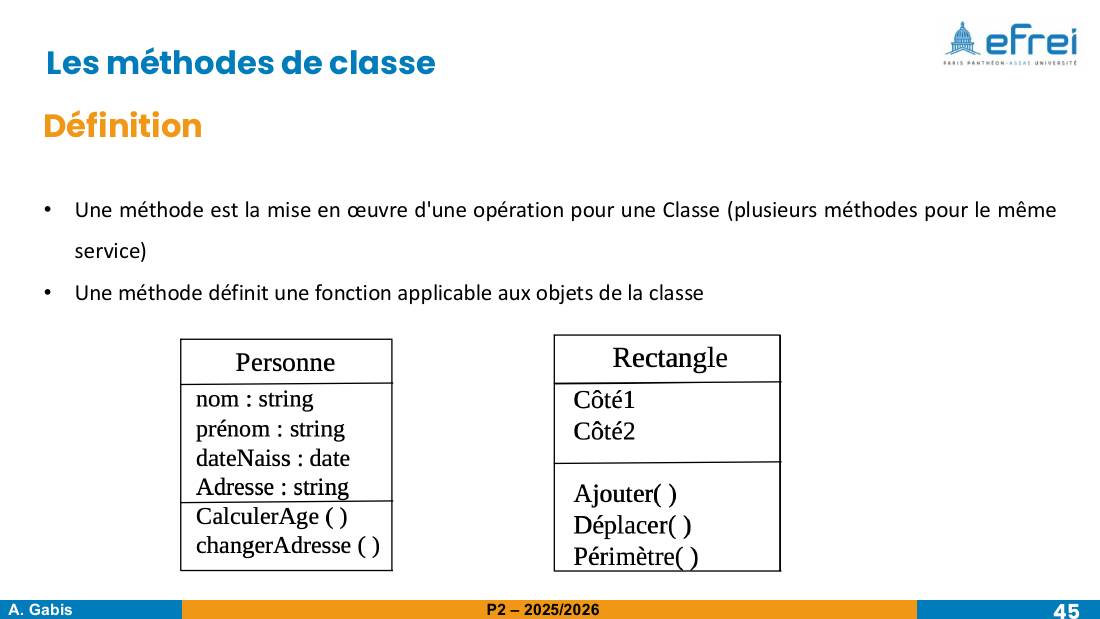 efrei
PARIS PANTHÉON-ASSAS UNIVERSITÉ
Les méthodes de classe
Définition
• Une méthode est la mise en œuvre d'une opération pour une Classe (plusieurs méthodes pour le même
service)
• Une méthode définit une fonction applicable aux objets de la classe
Personne
nom : string
prénom : string
dateNaiss : date
Adresse : string
CalculerAge ( )
changerAdresse ( )
Rectangle
Côté1
Côté2
Ajouter( )
Déplacer( )
Périmètre( )
A. Gabis
P2 – 2025/2026
45